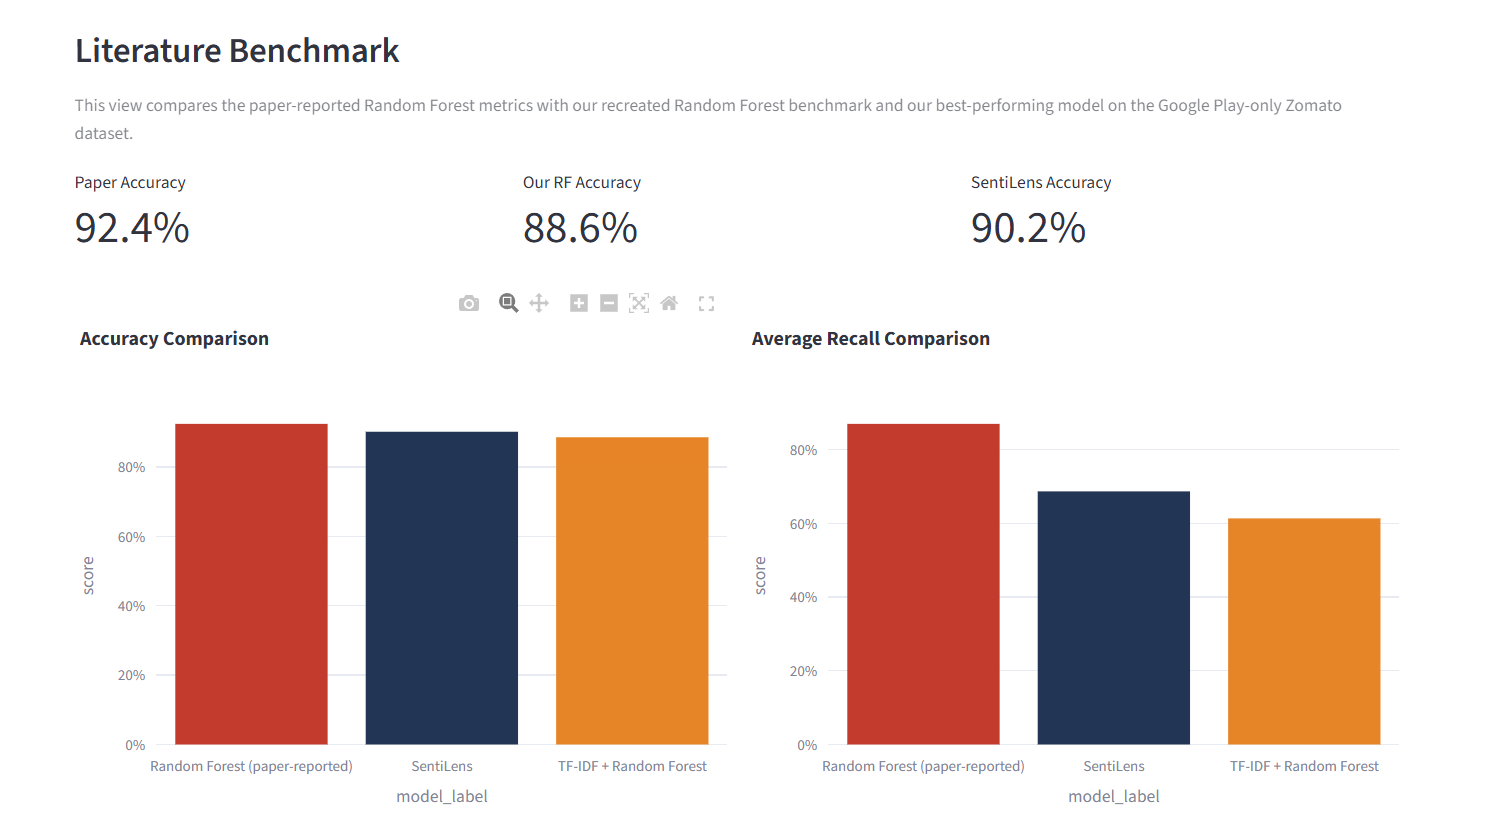 Literature Benchmark
This view compares the paper-reported Random Forest metrics with our recreated Random Forest benchmark and our best-performing model on the Google Play-only Zomato
dataset.
Paper Accuracy
92.4%
Our RF Accuracy
88.6%
SentiLens Accuracy
90.2%
Accuracy Comparison
80%
60%
40%
20%
0%
score
Random Forest (paper-reported)
SentiLens
TF-IDF + Random Forest
model_label
Average Recall Comparison
80%
60%
40%
20%
0%
score
Random Forest (paper-reported)
SentiLens
TF-IDF + Random Forest
model_label